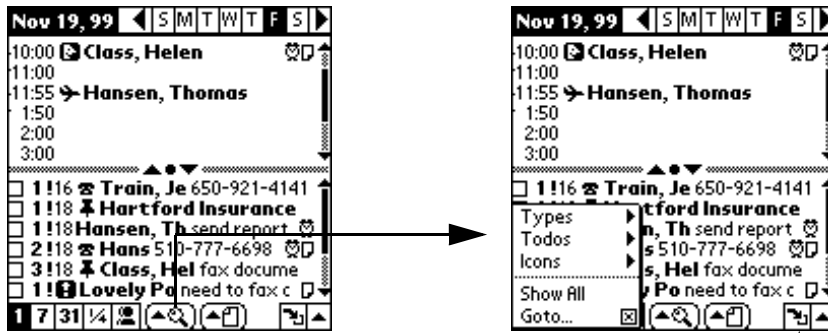 Nov 19, 99 S M T W T F S
10:00 Class, Helen
11:00
11:55 Hansen, Thomas
1:50
2:00
3:00
1 !16 Train, Je 650-921-4141
1 !18 Hartford Insurance
1 !18 Hansen, Th send report
2 !18 Hans 510-777-6698
3 !18 Class, Hel fax docume
1 ! Lovely Po need to fax c
1 7 31 ¼
Nov 19, 99 S M T W T F S
10:00 Class, Helen
11:00
11:55 Hansen, Thomas
1:50
2:00
3:00
1 !16 Train, Je 650-921-4141
tford Insurance
n, Th send report
s 510-777-6698
s, Hel fax docume
Po need to fax c
Types
Todos
Icons
Show All
Goto...